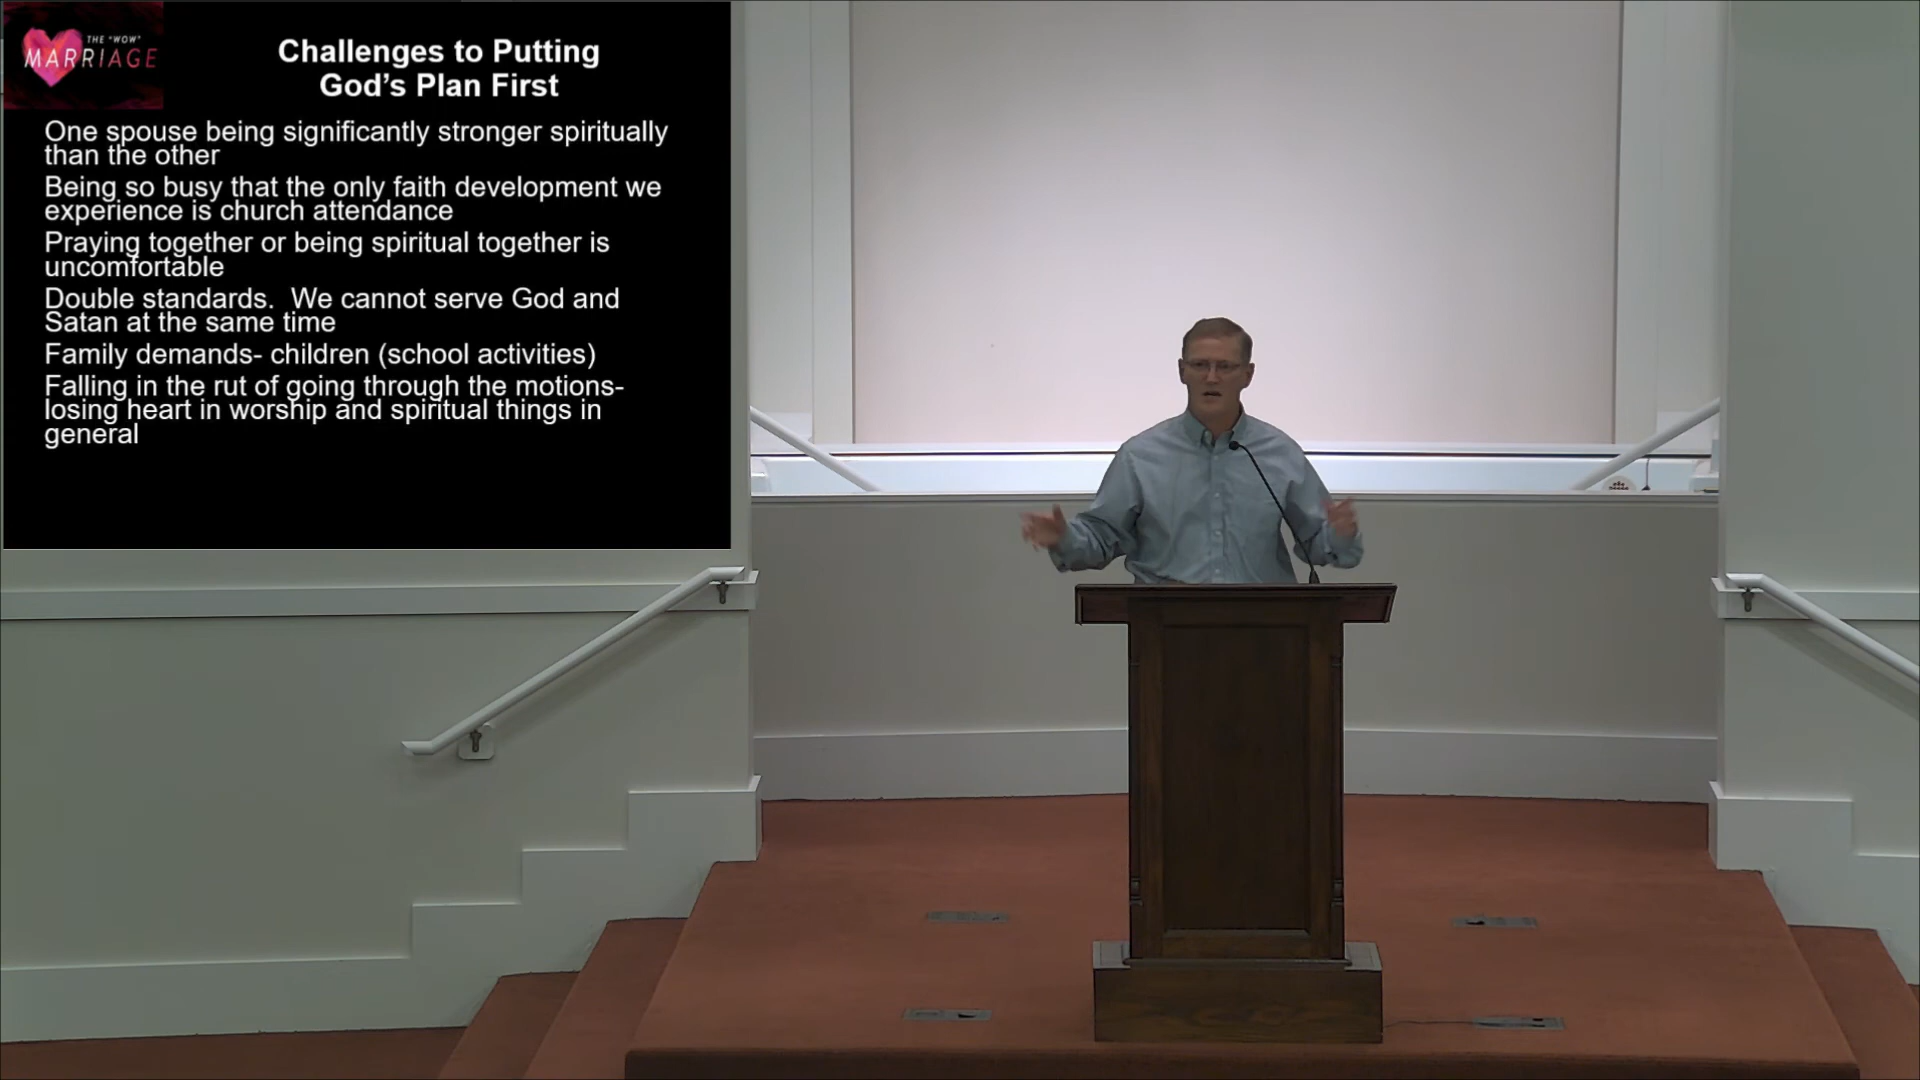 THE "WOW"
MARRIAGE
Challenges to Putting
God's Plan First
One spouse being significantly stronger spiritually
than the other
Being so busy that the only faith development we
experience is church attendance
Praying together or being spiritual together is
uncomfortable
Double standards.  We cannot serve God and
Satan at the same time
Family demands- children (school activities)
Falling in the rut of going through the motions-
losing heart in worship and spiritual things in
general